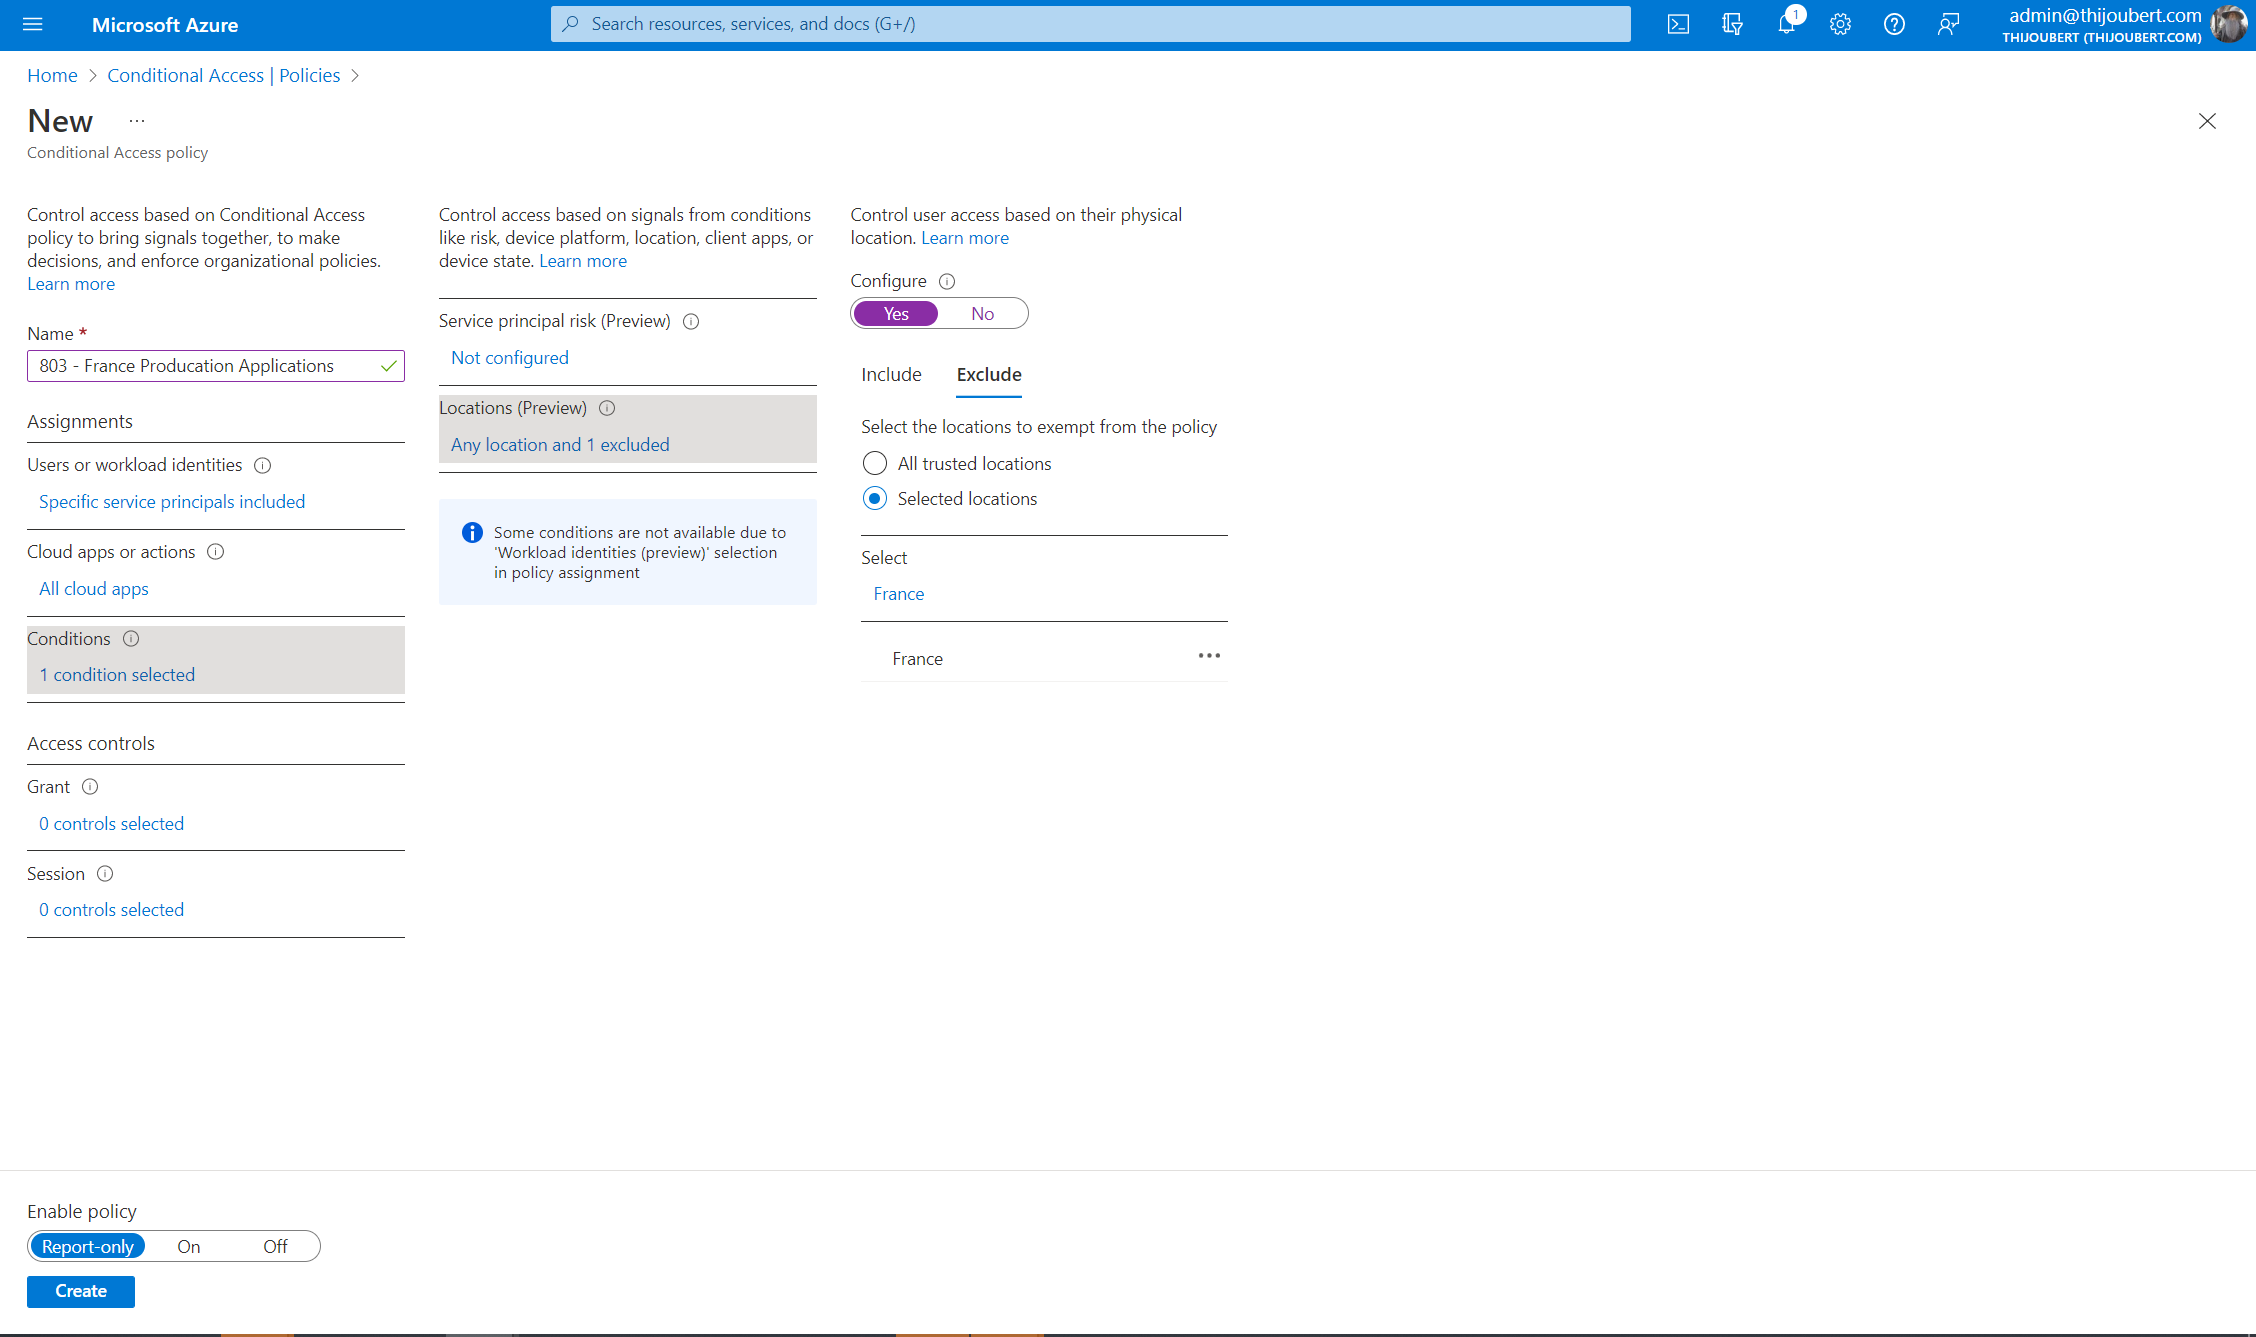 Microsoft Azure
Search resources, services, and docs (G+/)
1
admin@thijoubert.com
THIJOUBERT (THIJOUBERT.COM)
Home > Conditional Access | Policies >
New ...
Conditional Access policy
Control access based on Conditional Access
policy to bring signals together, to make
decisions, and enforce organizational policies.
Learn more
Name *
803 - France Producation Applications
Assignments
Users or workload identities
Specific service principals included
Cloud apps or actions
All cloud apps
Conditions
1 condition selected
Access controls
Grant
0 controls selected
Session
0 controls selected
Control access based on signals from conditions
like risk, device platform, location, client apps, or
device state. Learn more
Service principal risk (Preview)
Not configured
Locations (Preview)
Any location and 1 excluded
Some conditions are not available due to
'Workload identities (preview)' selection
in policy assignment
Control user access based on their physical
location. Learn more
Configure
Yes No
Include Exclude
Select the locations to exempt from the policy
All trusted locations
Selected locations
Select
France
France
Enable policy
Report-only On Off
Create